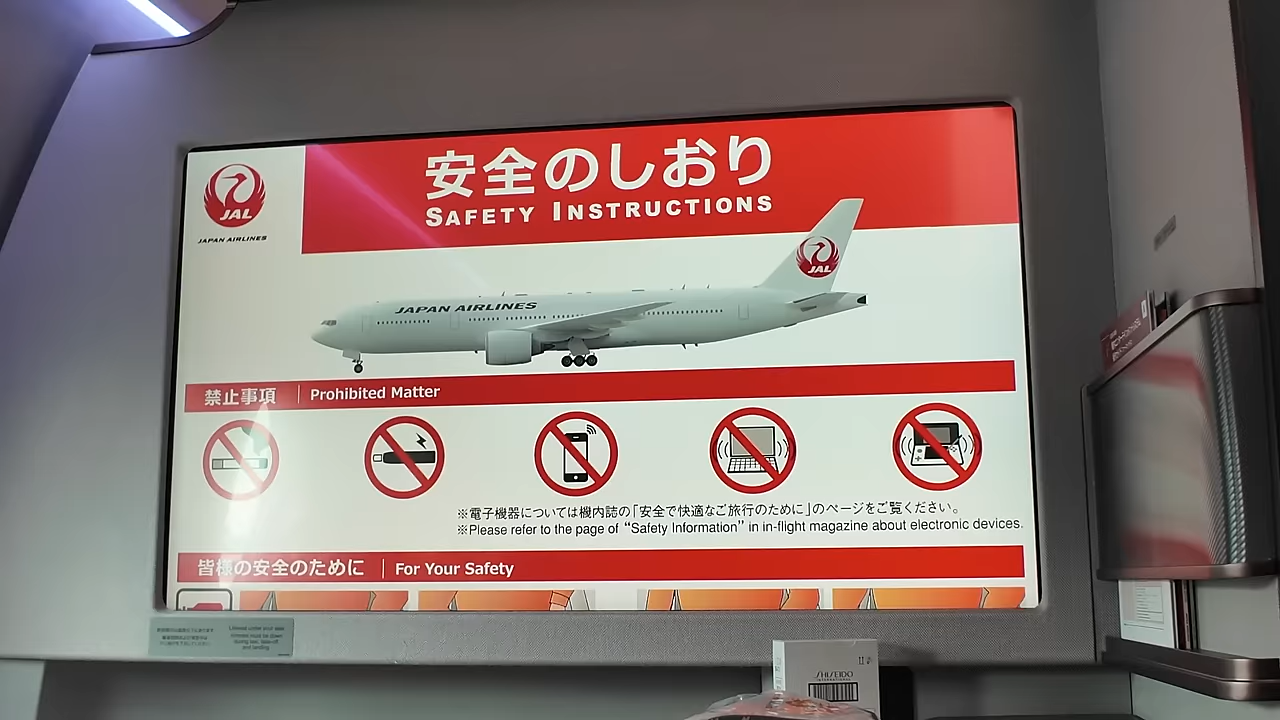 安全のしおり
SAFETY INSTRUCTIONS
JAL
JAPAN AIRLINES
JAL
JAPAN AIRLINES
禁止事項 | Prohibited Matter
※電子機器については機内誌の「安全で快適なご旅行のために」のページをご覧ください。
※Please refer to the page of “Safety Information” in in-flight magazine about electronic devices.
皆様の安全のために | For Your Safety
SHISEIDO
INTERNATIONAL